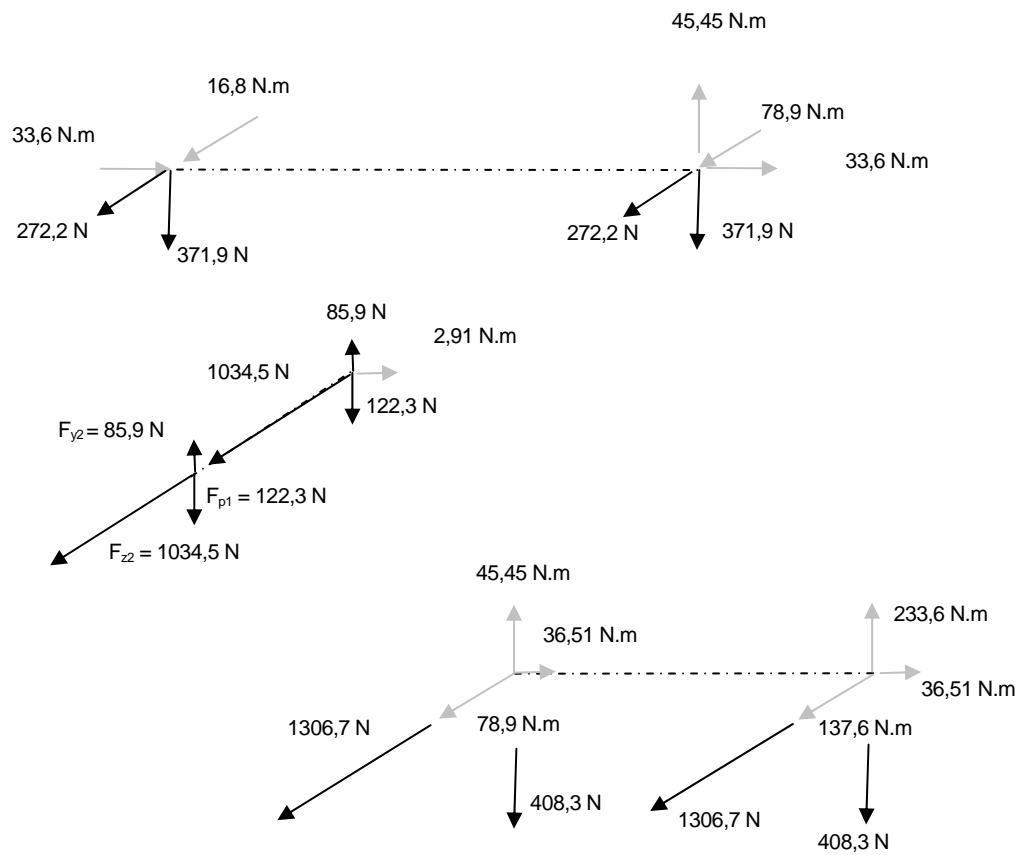 45,45 N.m
16,8 N.m
78,9 N.m
33,6 N.m
33,6 N.m
272,2 N
371,9 N
272,2 N
371,9 N
85,9 N
2,91 N.m
1034,5 N
122,3 N
Fy2 = 85,9 N
Fp1 = 122,3 N
Fz2 = 1034,5 N
45,45 N.m
233,6 N.m
36,51 N.m
36,51 N.m
1306,7 N
78,9 N.m
137,6 N.m
408,3 N
1306,7 N
408,3 N